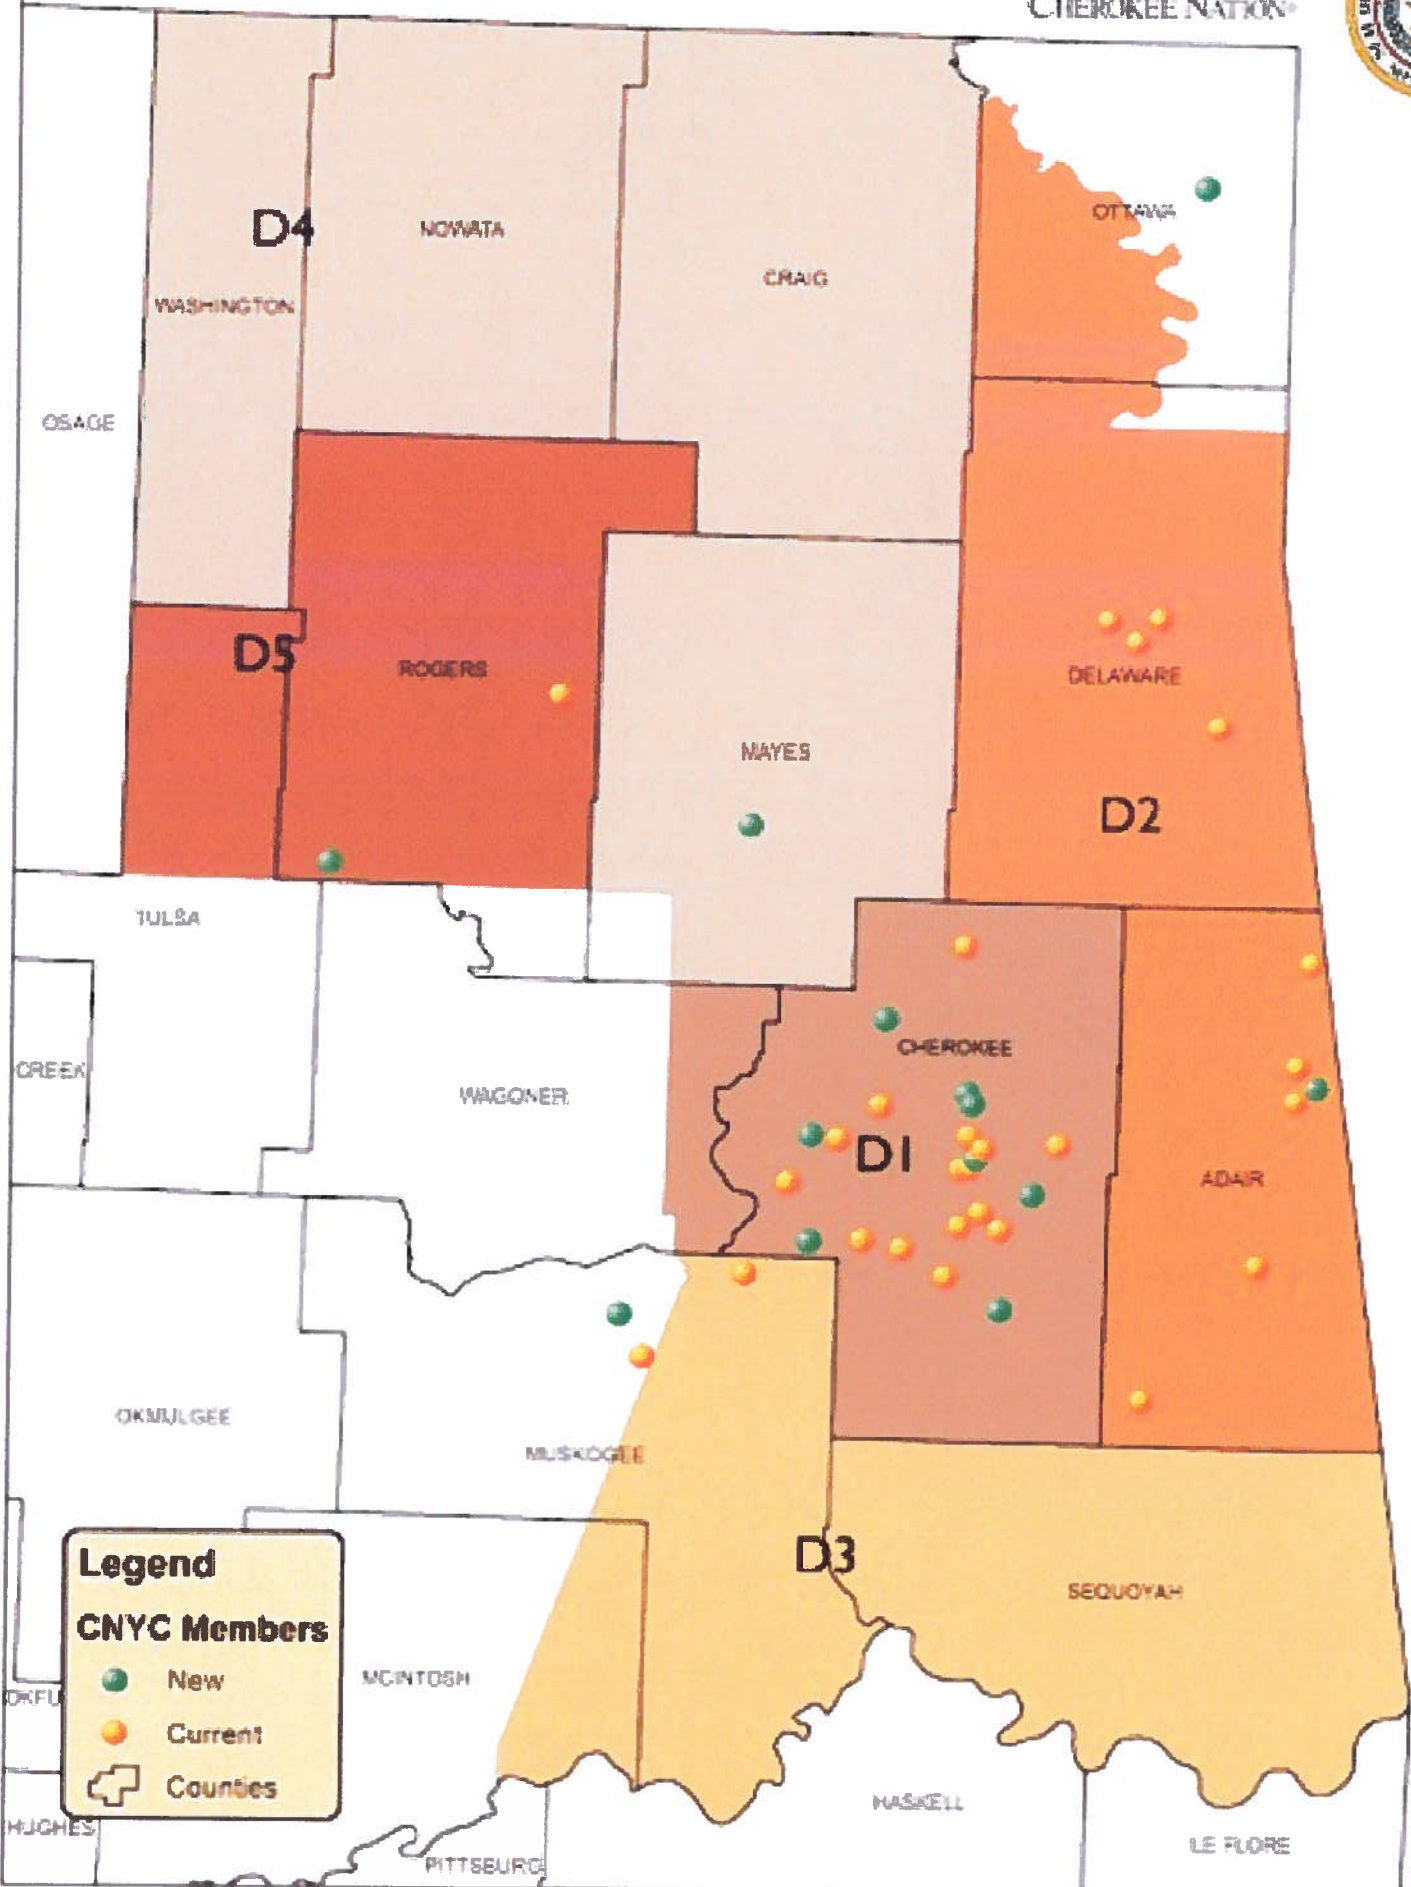 CHEROKEE NATION
OTTAWA
D4
NOWATA
CRAIG
WASHINGTON
OSAGE
D5
ROGERS
DELAWARE
MAYES
D2
TULSA
CHEROKEE
CREEK
WAGONER
D1
ADAIR
OKMULGEE
MUSKOGEE
D3
SEQUOYAH
Legend
CNYC Members
New
Current
Counties
OKFU
MCINTOSH
HASKELL
HUGHES
LE FLORE
PITTSBURG